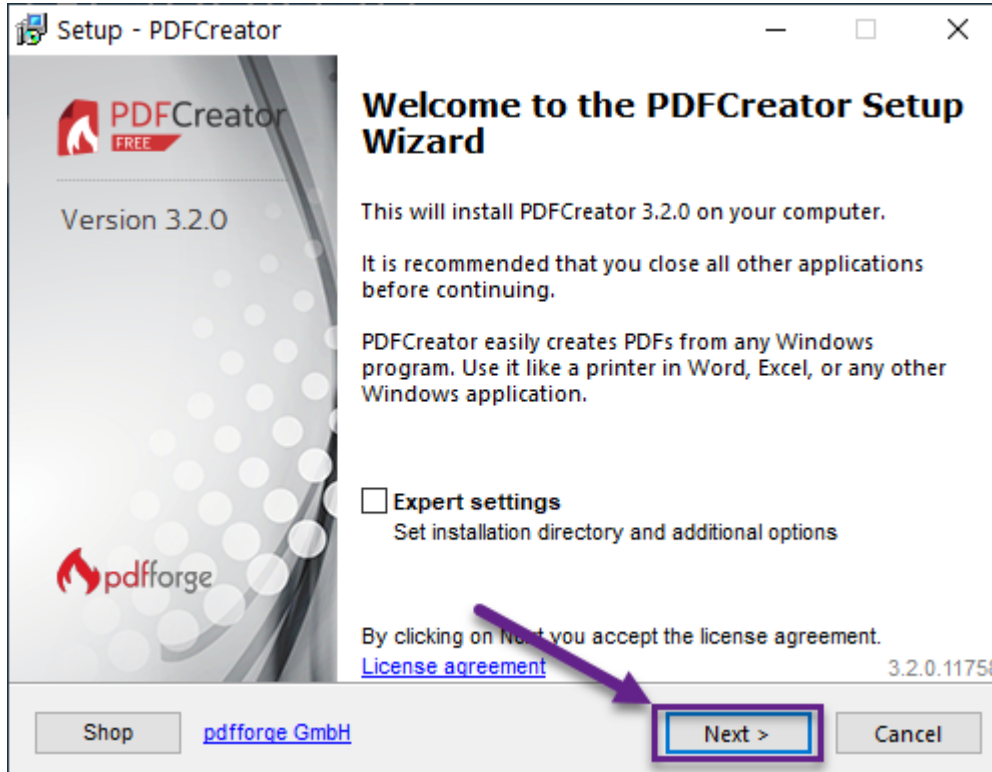 Setup - PDFCreator
PDFCreator
FREE
Version 3.2.0
Welcome to the PDFCreator Setup
Wizard
This will install PDFCreator 3.2.0 on your computer.
It is recommended that you close all other applications
before continuing.
PDFCreator easily creates PDFs from any Windows
program. Use it like a printer in Word, Excel, or any other
Windows application.
Expert settings
Set installation directory and additional options
pdfforge
By clicking on Next you accept the license agreement.
License agreement
3.2.0.11758
Shop
pdfforge GmbH
Next >
Cancel